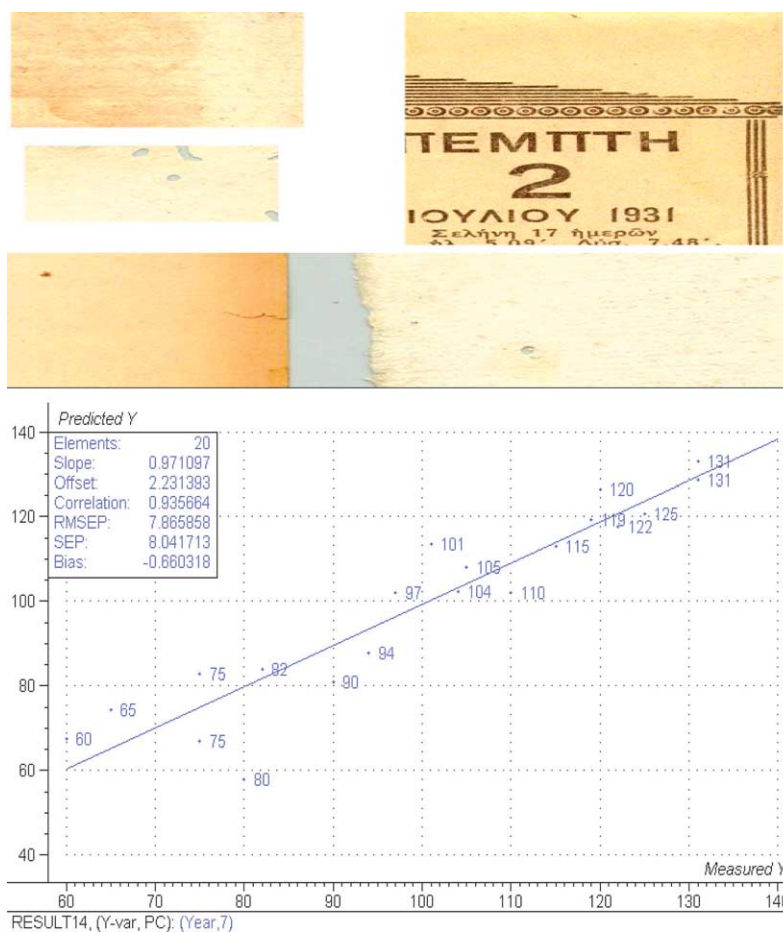 ΠΕΜΠΤΗ
2
ΙΟΥΛΙΟΥ 1931
Σελήνη 17 ἡμερῶν
Predicted Y
Elements: 20
Slope: 0.971097
Offset: 2.231393
Correlation: 0.935664
RMSEP: 7.865858
SEP: 8.041713
Bias: -0.660318
140
120
100
80
60
40
131
131
120
125
119
122
101
115
105
97
104
110
94
75
82
90
65
60
75
80
Measured Y
60 70 80 90 100 110 120 130 140
RESULT14, (Y-var, PC): (Year,7)